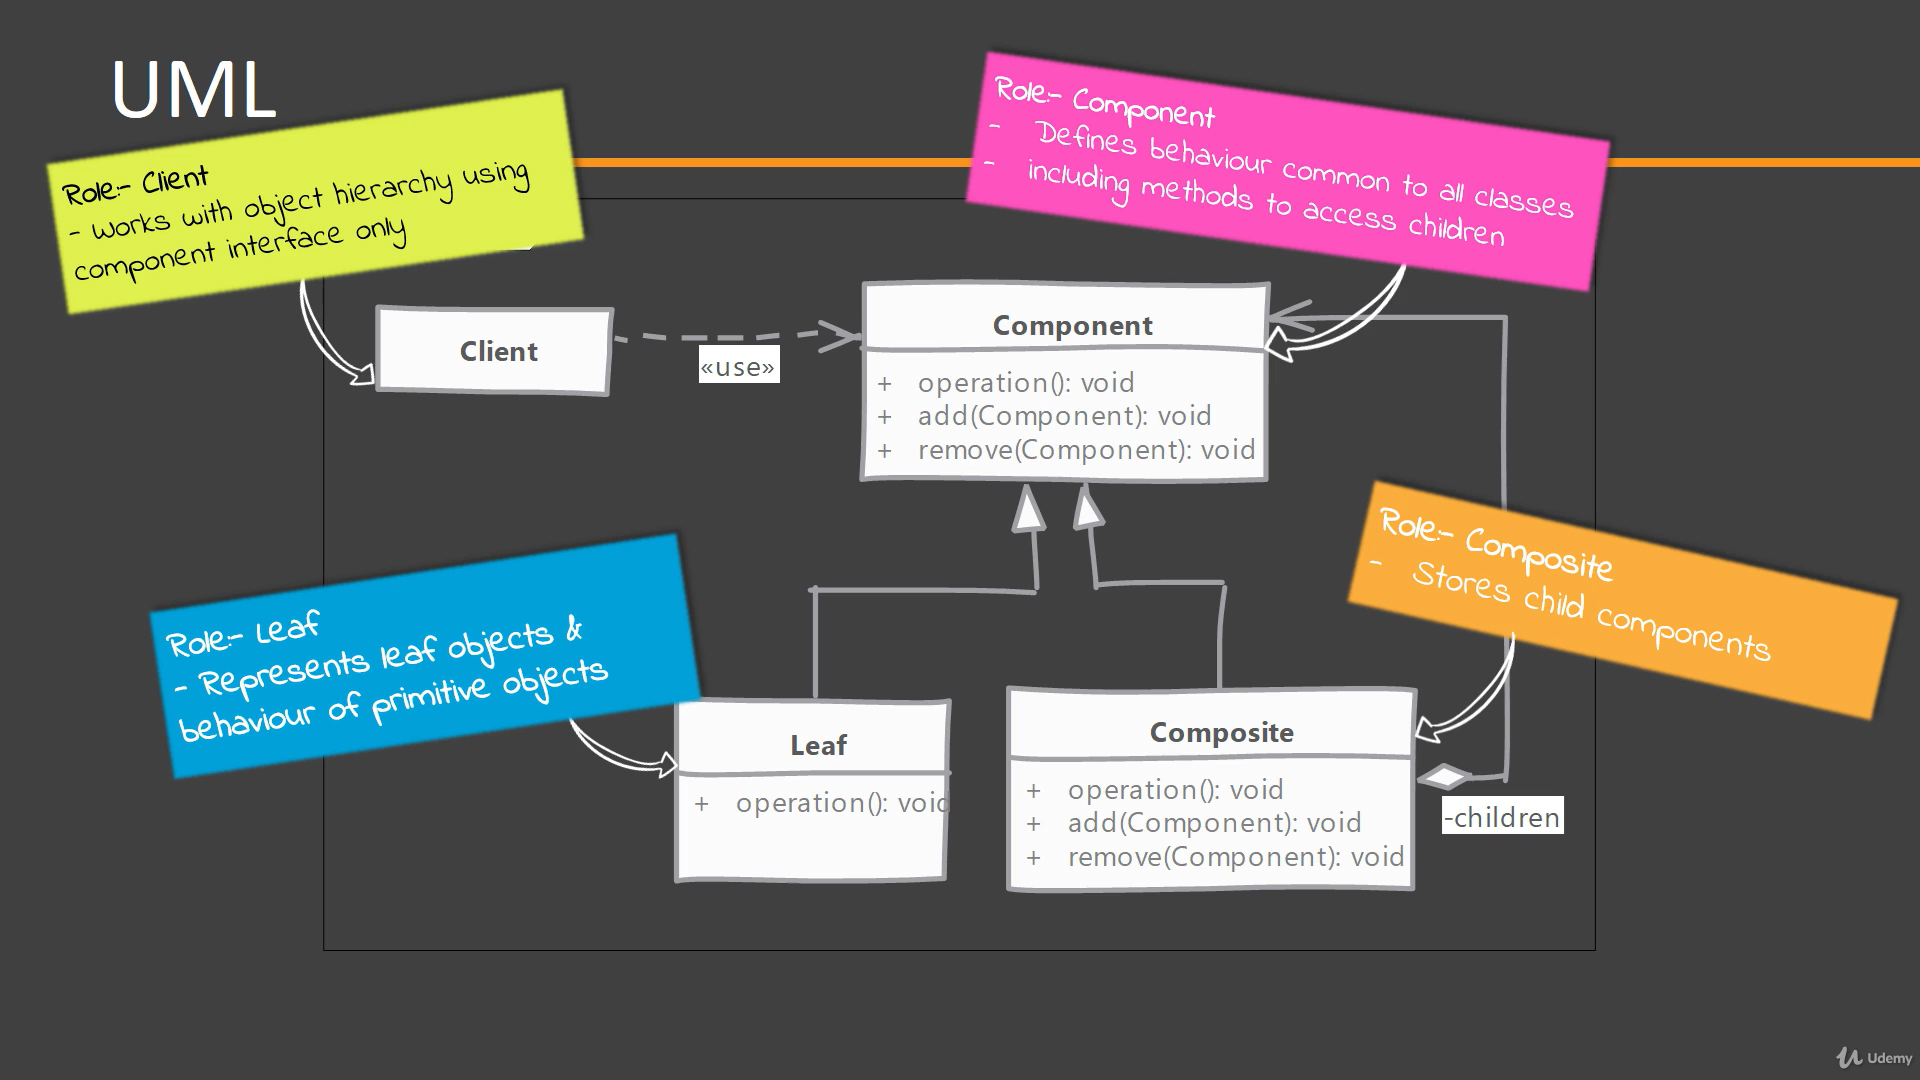 UML
Role:- Client
- works with object hierarchy using
component interface only
Role:- Component
- Defines behaviour common to all classes
- including methods to access children
Client
«use»
Component
+ operation(): void
+ add(Component): void
+ remove(Component): void
Role:- Leaf
- Represents leaf objects &
behaviour of primitive objects
Role:- Composite
- Stores child components
Leaf
+ operation(): void
Composite
+ operation(): void
+ add(Component): void
+ remove(Component): void
-children
Udemy